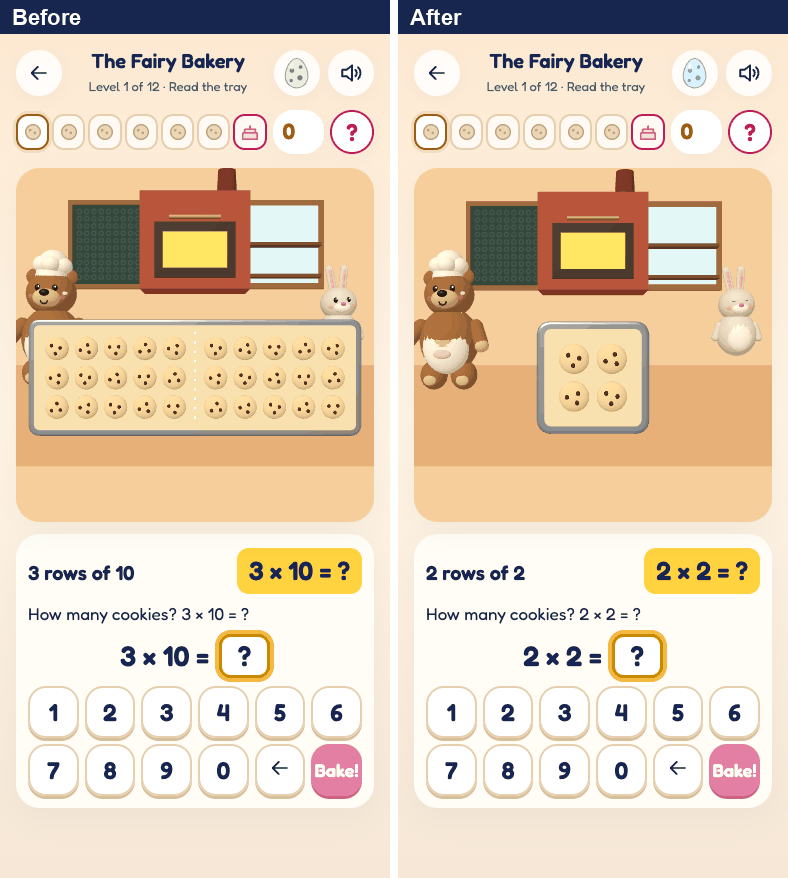 Before
The Fairy Bakery
Level 1 of 12 · Read the tray
0
?
3 rows of 10
3 × 10 = ?
How many cookies? 3 × 10 = ?
3 × 10 = ?
1 2 3 4 5 6
7 8 9 0 ← Bake!
After
The Fairy Bakery
Level 1 of 12 · Read the tray
0
?
2 rows of 2
2 × 2 = ?
How many cookies? 2 × 2 = ?
2 × 2 = ?
1 2 3 4 5 6
7 8 9 0 ← Bake!